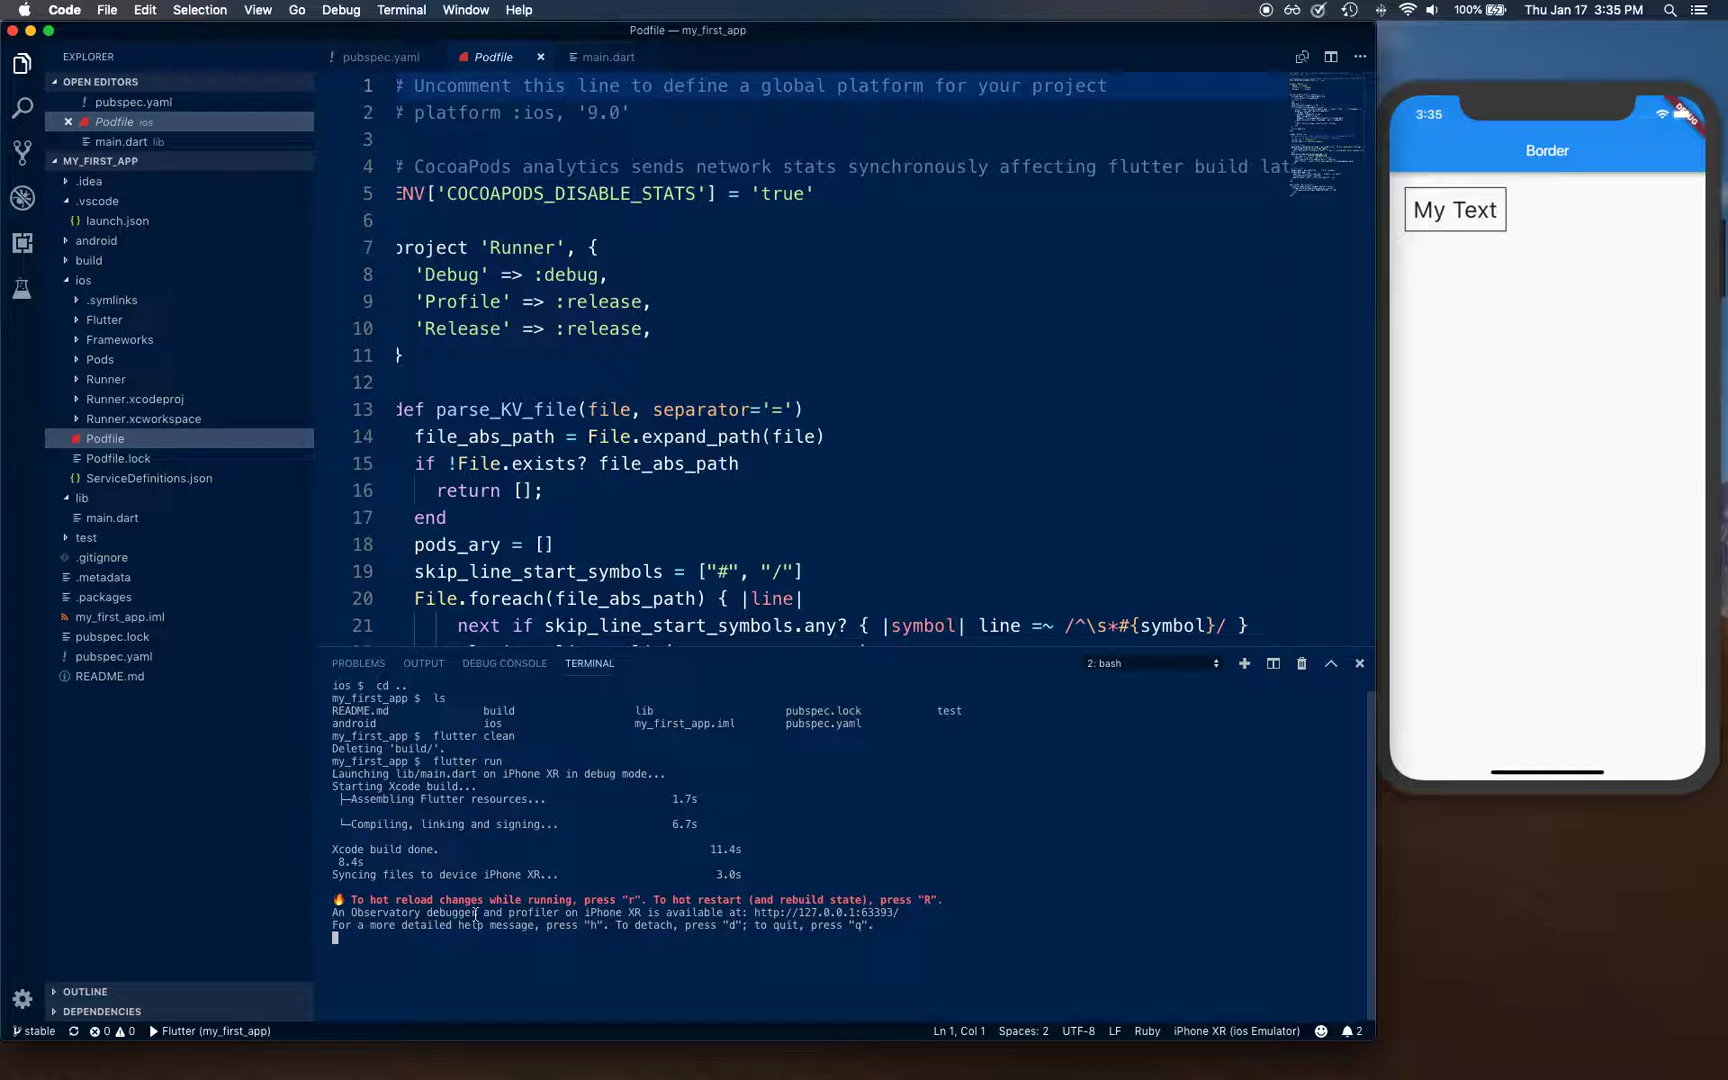 Code File Edit Selection View Go Debug Terminal Window Help
100% Thu Jan 17 3:35 PM
Podfile — my_first_app
EXPLORER
OPEN EDITORS
! pubspec.yaml
Podfile ios
main.dart lib
MY_FIRST_APP
.idea
.vscode
{} launch.json
android
build
ios
.symlinks
Flutter
Frameworks
Pods
Runner
Runner.xcodeproj
Runner.xcworkspace
Podfile
Podfile.lock
{} ServiceDefinitions.json
lib
main.dart
test
.gitignore
.metadata
.packages
my_first_app.iml
pubspec.lock
pubspec.yaml
README.md
OUTLINE
DEPENDENCIES
! pubspec.yaml Podfile main.dart
1 # Uncomment this line to define a global platform for your project
2 # platform :ios, '9.0'
3
4 # CocoaPods analytics sends network stats synchronously affecting flutter build lat
5 ENV['COCOAPODS_DISABLE_STATS'] = 'true'
6
7 project 'Runner', {
8 'Debug' => :debug,
9 'Profile' => :release,
10 'Release' => :release,
11 }
12
13 def parse_KV_file(file, separator='=')
14 file_abs_path = File.expand_path(file)
15 if !File.exists? file_abs_path
16 return [];
17 end
18 pods_ary = []
19 skip_line_start_symbols = ["#", "/"]
20 File.foreach(file_abs_path) { |line|
21 next if skip_line_start_symbols.any? { |symbol| line =~ /^\s*#{symbol}/ }
PROBLEMS OUTPUT DEBUG CONSOLE TERMINAL 2: bash
ios $ cd ..
my_first_app $ ls
README.md build lib pubspec.lock test
android ios my_first_app.iml pubspec.yaml
my_first_app $ flutter clean
Deleting 'build/'.
my_first_app $ flutter run
Launching lib/main.dart on iPhone XR in debug mode...
Starting Xcode build...
├─Assembling Flutter resources... 1.7s
└─Compiling, linking and signing... 6.7s
Xcode build done. 11.4s
8.4s
Syncing files to device iPhone XR... 3.0s
🔥 To hot reload changes while running, press "r". To hot restart (and rebuild state), press "R".
An Observatory debugger and profiler on iPhone XR is available at: http://127.0.0.1:63393/
For a more detailed help message, press "h". To detach, press "d"; to quit, press "q".
stable 0 0 Flutter (my_first_app) Ln 1, Col 1 Spaces: 2 UTF-8 LF Ruby iPhone XR (ios Emulator) 2
3:35
DEBUG
Border
My Text